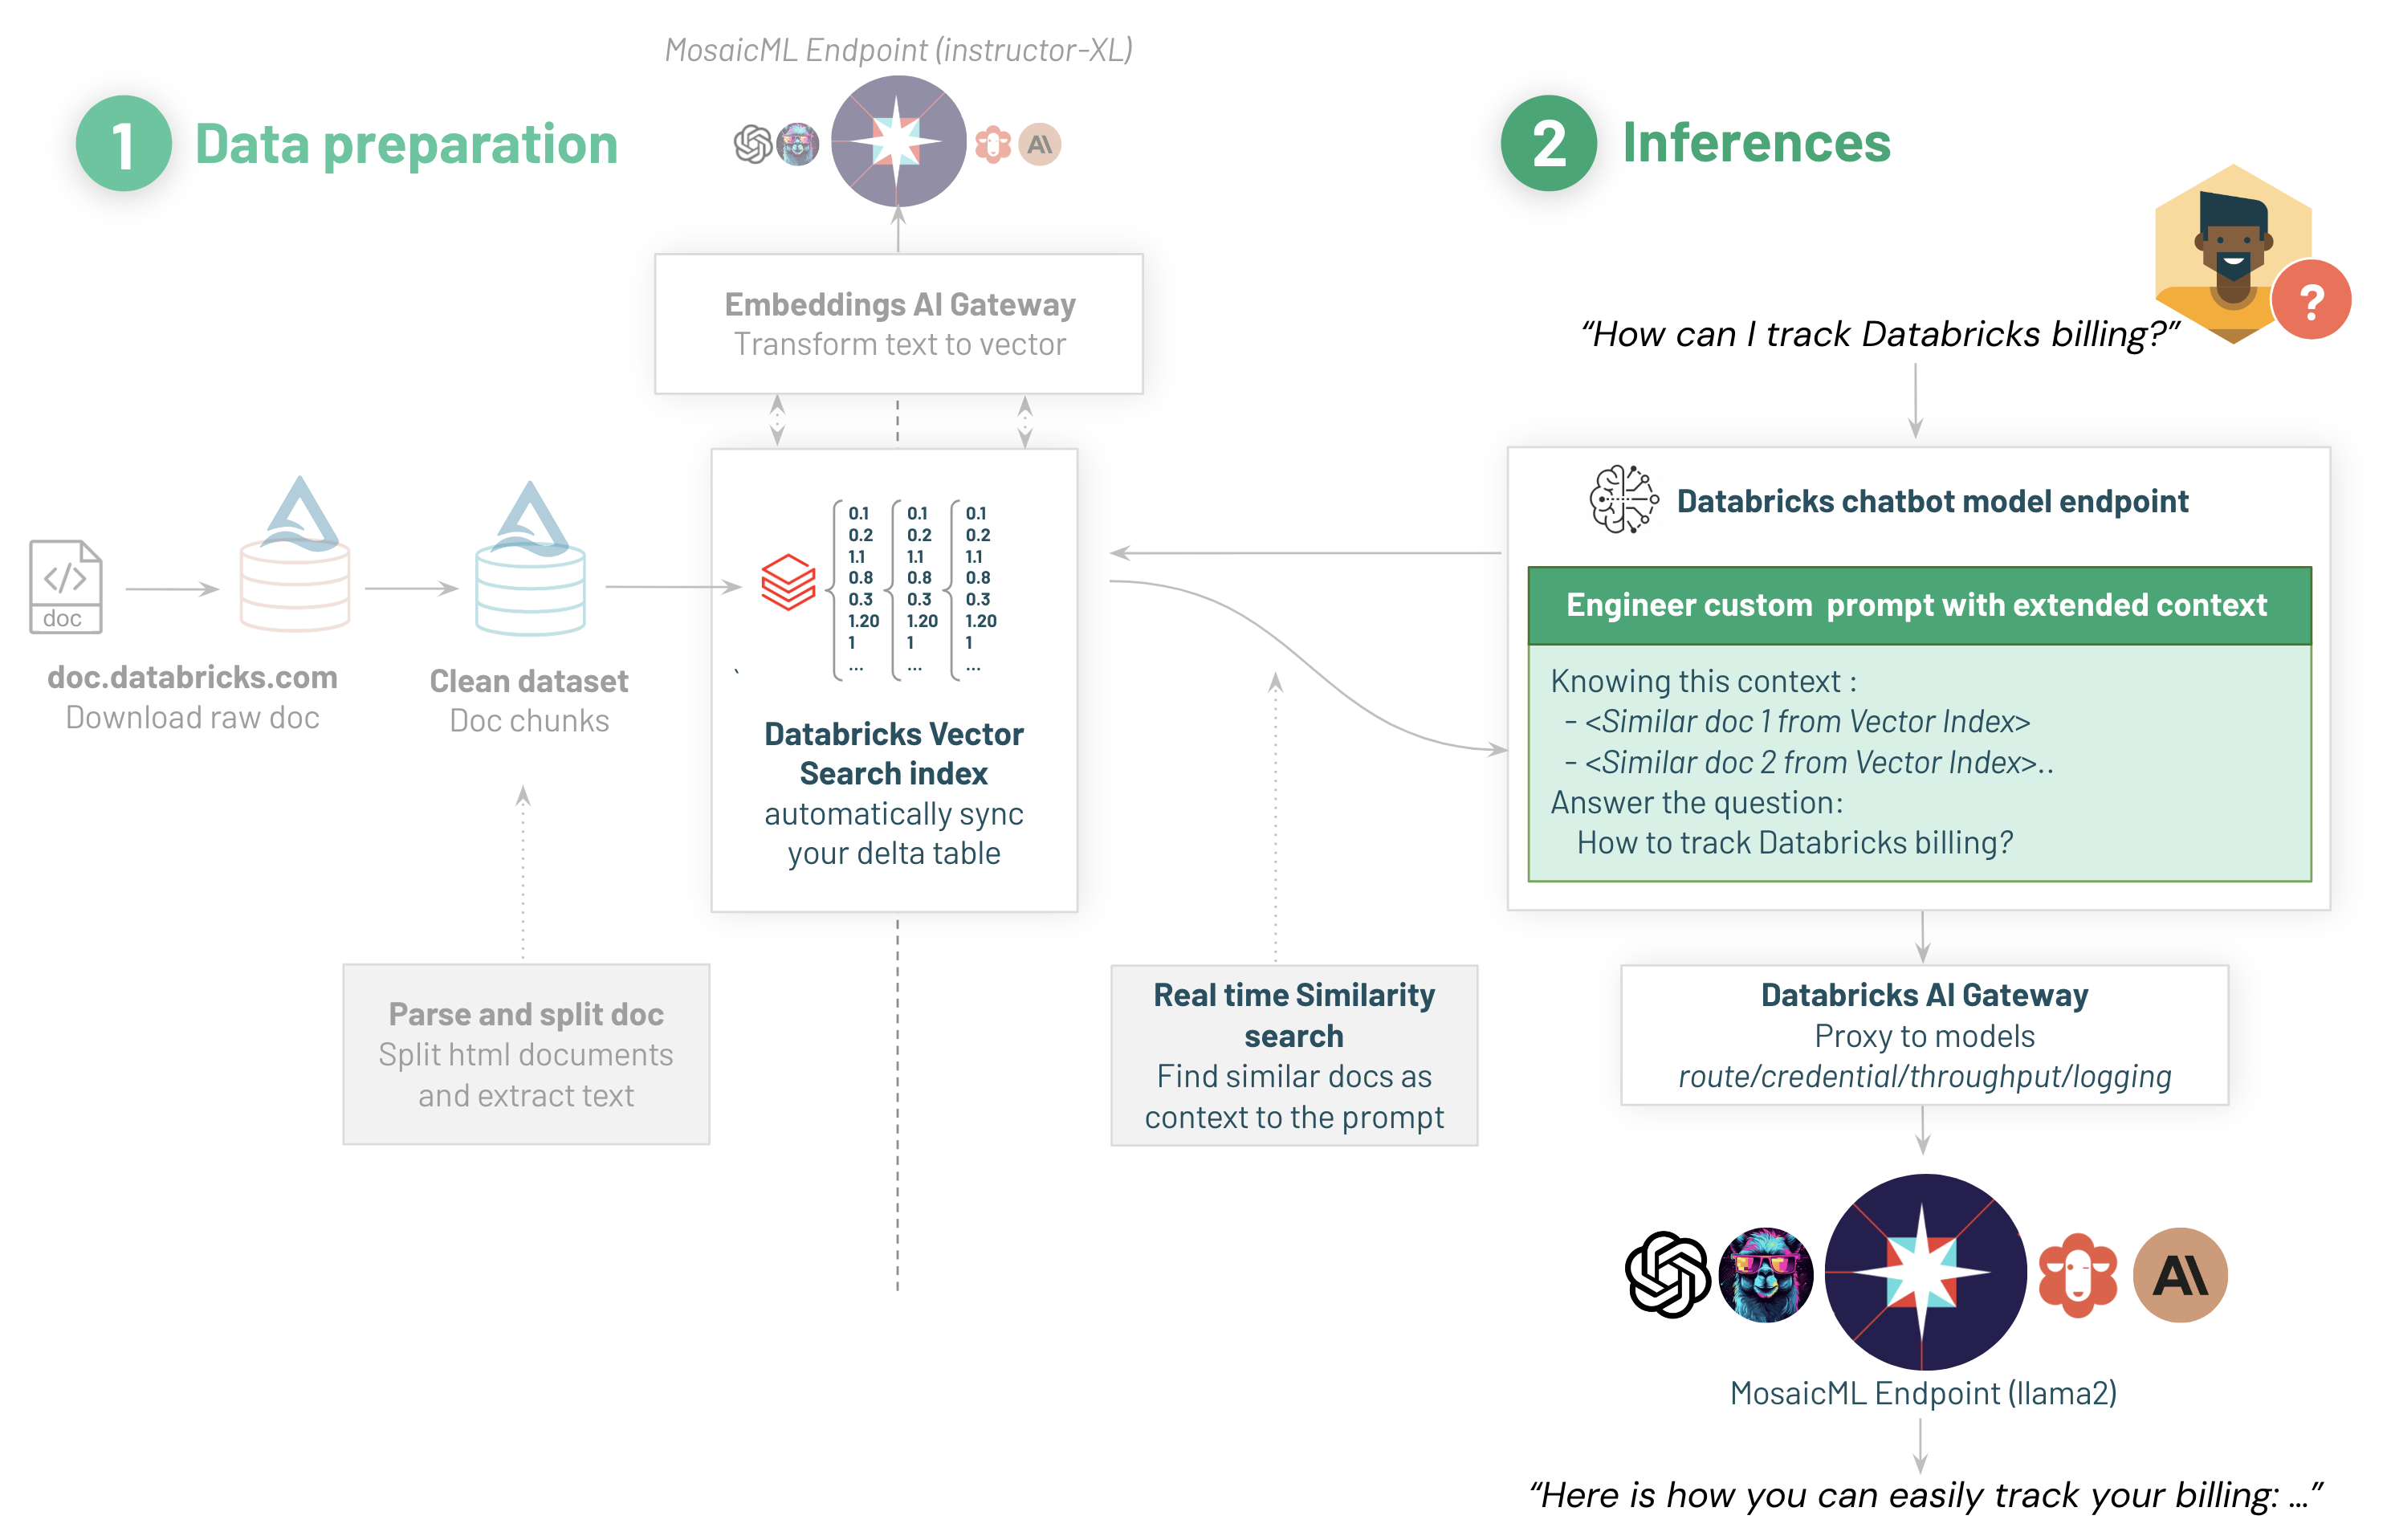 MosaicML Endpoint (instructor-XL)
1 Data preparation
AI
Embeddings AI Gateway
Transform text to vector
doc
doc.databricks.com
Download raw doc
Clean dataset
Doc chunks
0.1 0.1 0.1
0.2 0.2 0.2
1.1 1.1 1.1
0.8 0.8 0.8
0.3 0.3 0.3
1.20 1.20 1.20
1 1 1
... ... ...
`
Databricks Vector
Search index
automatically sync
your delta table
Parse and split doc
Split html documents
and extract text
2 Inferences
?
“How can I track Databricks billing?”
Databricks chatbot model endpoint
Engineer custom  prompt with extended context
Knowing this context :
- <Similar doc 1 from Vector Index>
- <Similar doc 2 from Vector Index>..
Answer the question:
How to track Databricks billing?
Real time Similarity
search
Find similar docs as
context to the prompt
Databricks AI Gateway
Proxy to models
route/credential/throughput/logging
AI
MosaicML Endpoint (llama2)
“Here is how you can easily track your billing: ...”